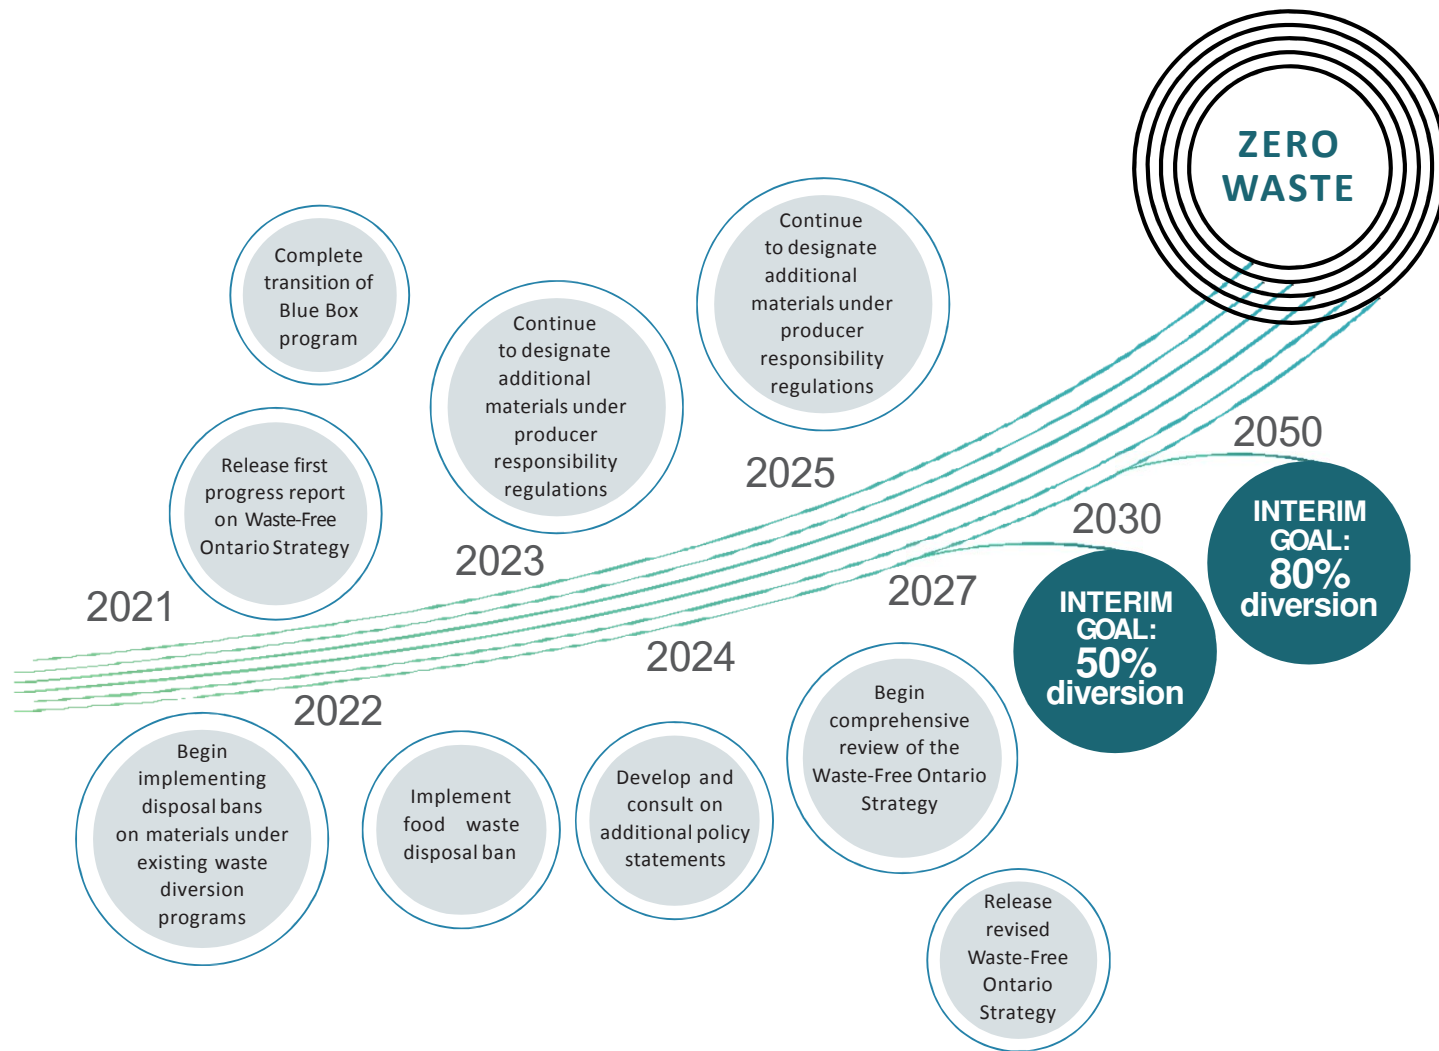 ZERO
WASTE
Complete
transition of
Blue Box
program
Continue
to designate
additional
materials under
producer
responsibility
regulations
Continue
to designate
additional
materials under
producer
responsibility
regulations
Release first
progress report
on Waste-Free
Ontario Strategy
2021
2023
2025
2050
2030
2027
2024
2022
INTERIM
GOAL:
80%
diversion
INTERIM
GOAL:
50%
diversion
Begin
implementing
disposal bans
on materials under
existing waste
diversion
programs
Implement
food waste
disposal ban
Develop and
consult on
additional policy
statements
Begin
comprehensive
review of the
Waste-Free Ontario
Strategy
Release
revised
Waste-Free
Ontario
Strategy